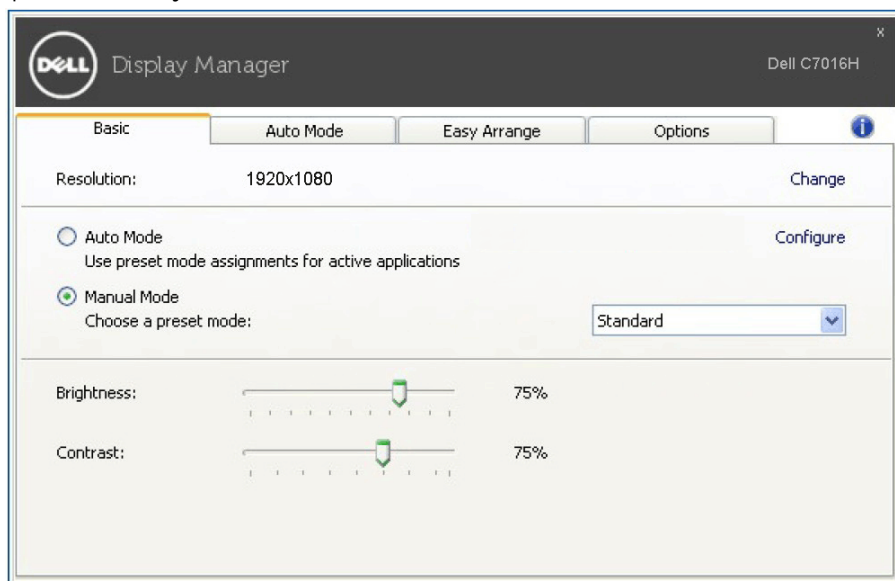 x
DELL Display Manager Dell C7016H
Basic Auto Mode Easy Arrange Options i
Resolution: 1920x1080 Change
Auto Mode Configure
Use preset mode assignments for active applications
Manual Mode
Choose a preset mode: Standard
Brightness: 75%
Contrast: 75%